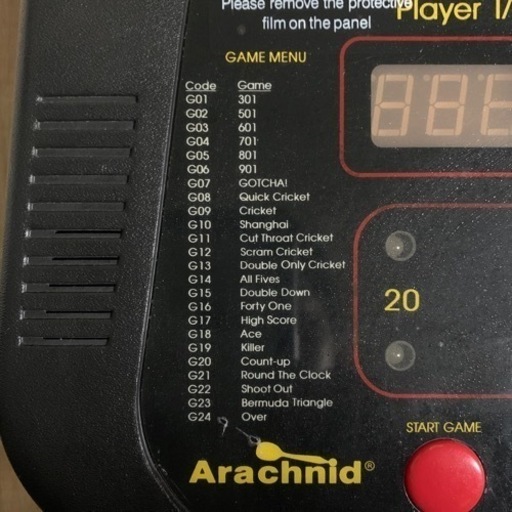 Please remove the protective
film on the panel
Player 1/
GAME MENU
Code Game
G01 301
G02 501
G03 601
G04 701
G05 801
G06 901
G07 GOTCHA!
G08 Quick Cricket
G09 Cricket
G10 Shanghai
G11 Cut Throat Cricket
G12 Scram Cricket
G13 Double Only Cricket
G14 All Fives
G15 Double Down
G16 Forty One
G17 High Score
G18 Ace
G19 Killer
G20 Count-up
G21 Round The Clock
G22 Shoot Out
G23 Bermuda Triangle
G24 Over
20
START GAME
Arachnid®